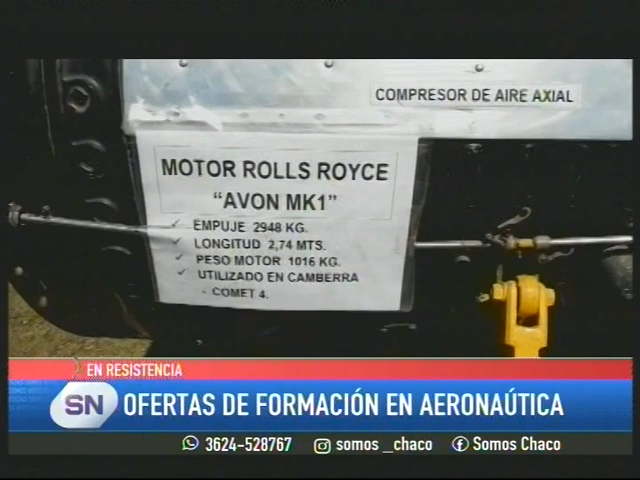 COMPRESOR DE AIRE AXIAL
MOTOR ROLLS ROYCE
“AVON MK1”
✓ EMPUJE 2948 KG.
✓ LONGITUD 2,74 MTS.
✓ PESO MOTOR 1016 KG.
✓ UTILIZADO EN CAMBERRA
- COMET 4.
EN RESISTENCIA
SN OFERTAS DE FORMACIÓN EN AERONAÚTICA
3624-528767 somos _chaco Somos Chaco